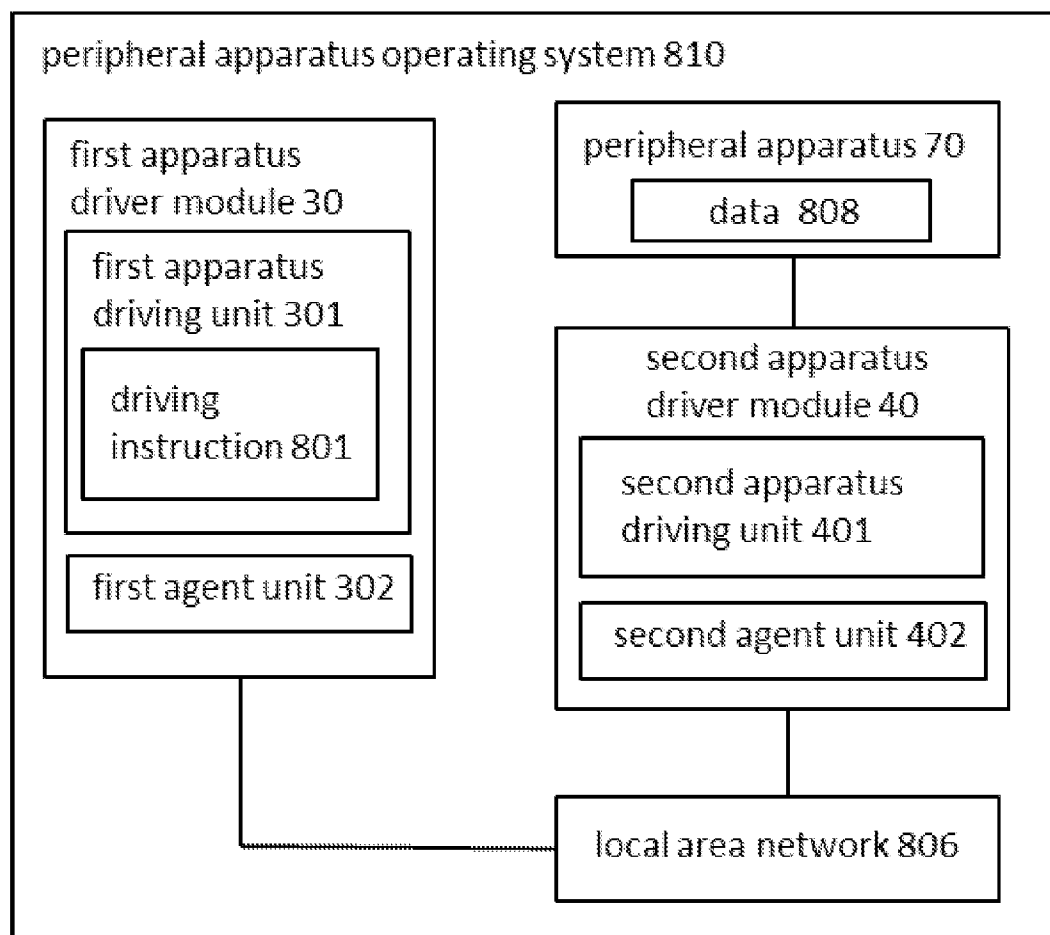 peripheral apparatus operating system 810
first apparatus
driver module 30
first apparatus
driving unit 301
driving
instruction 801
first agent unit 302
peripheral apparatus 70
data 808
second apparatus
driver module 40
second apparatus
driving unit 401
second agent unit 402
local area network 806